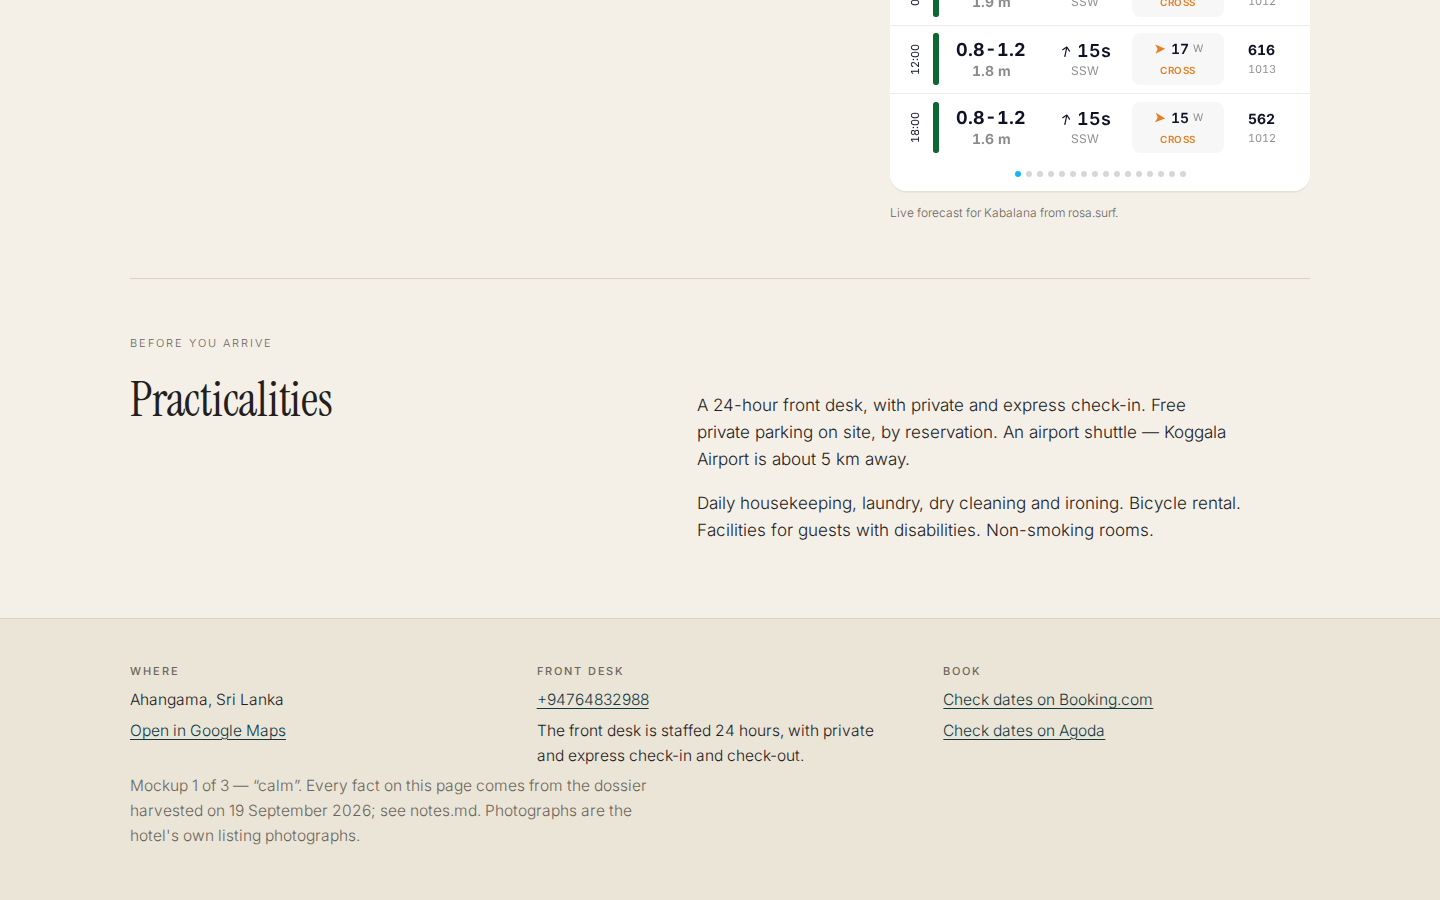 1.9 m SSW CROSS 1012
12:00 0.8-1.2 15s 17 W 616
1.8 m SSW CROSS 1013
18:00 0.8-1.2 15s 15 W 562
1.6 m SSW CROSS 1012
Live forecast for Kabalana from rosa.surf.
BEFORE YOU ARRIVE
Practicalities
A 24-hour front desk, with private and express check-in. Free
private parking on site, by reservation. An airport shuttle — Koggala
Airport is about 5 km away.
Daily housekeeping, laundry, dry cleaning and ironing. Bicycle rental.
Facilities for guests with disabilities. Non-smoking rooms.
WHERE
Ahangama, Sri Lanka
Open in Google Maps
FRONT DESK
+94764832988
The front desk is staffed 24 hours, with private
and express check-in and check-out.
BOOK
Check dates on Booking.com
Check dates on Agoda
Mockup 1 of 3 — “calm”. Every fact on this page comes from the dossier
harvested on 19 September 2026; see notes.md. Photographs are the
hotel's own listing photographs.